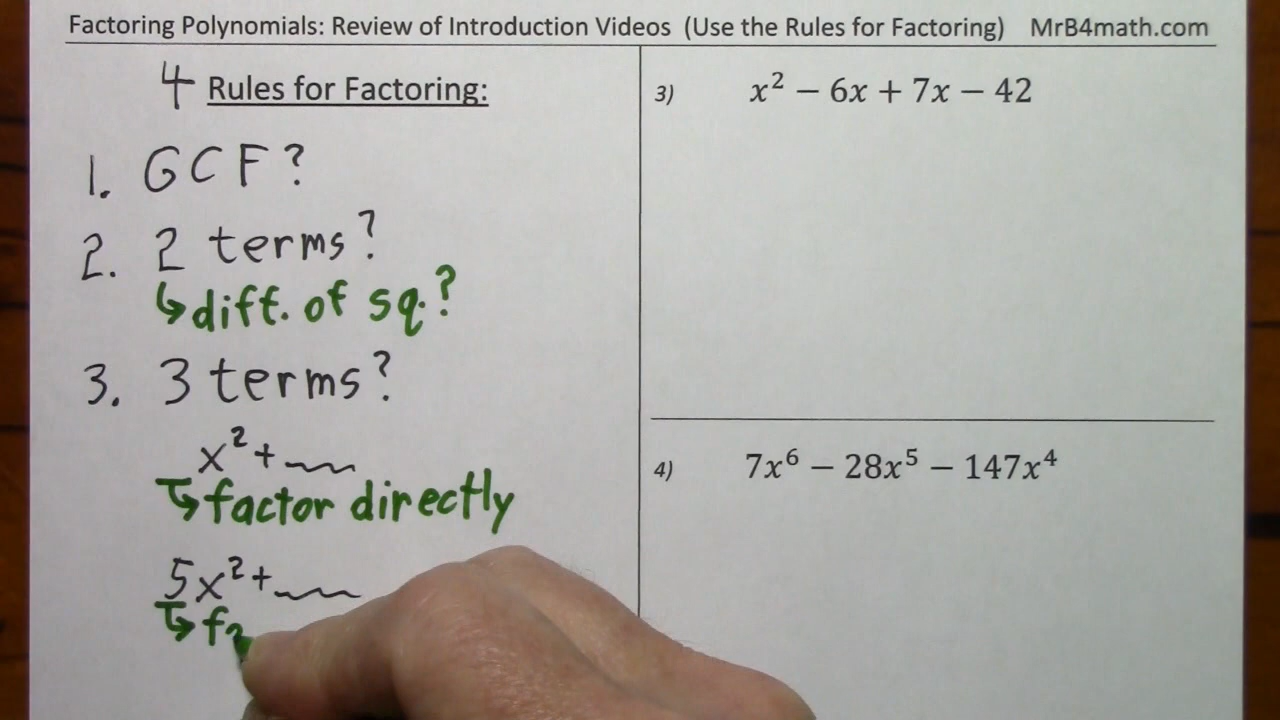 Factoring Polynomials: Review of Introduction Videos (Use the Rules for Factoring) MrB4math.com
4 Rules for Factoring:
1. GCF?
2. 2 terms?
↳diff. of sq.?
3. 3 terms?
x² +
↳factor directly
5x² +
↳
3) x² − 6x + 7x − 42
4) 7x⁶ − 28x⁵ − 147x⁴